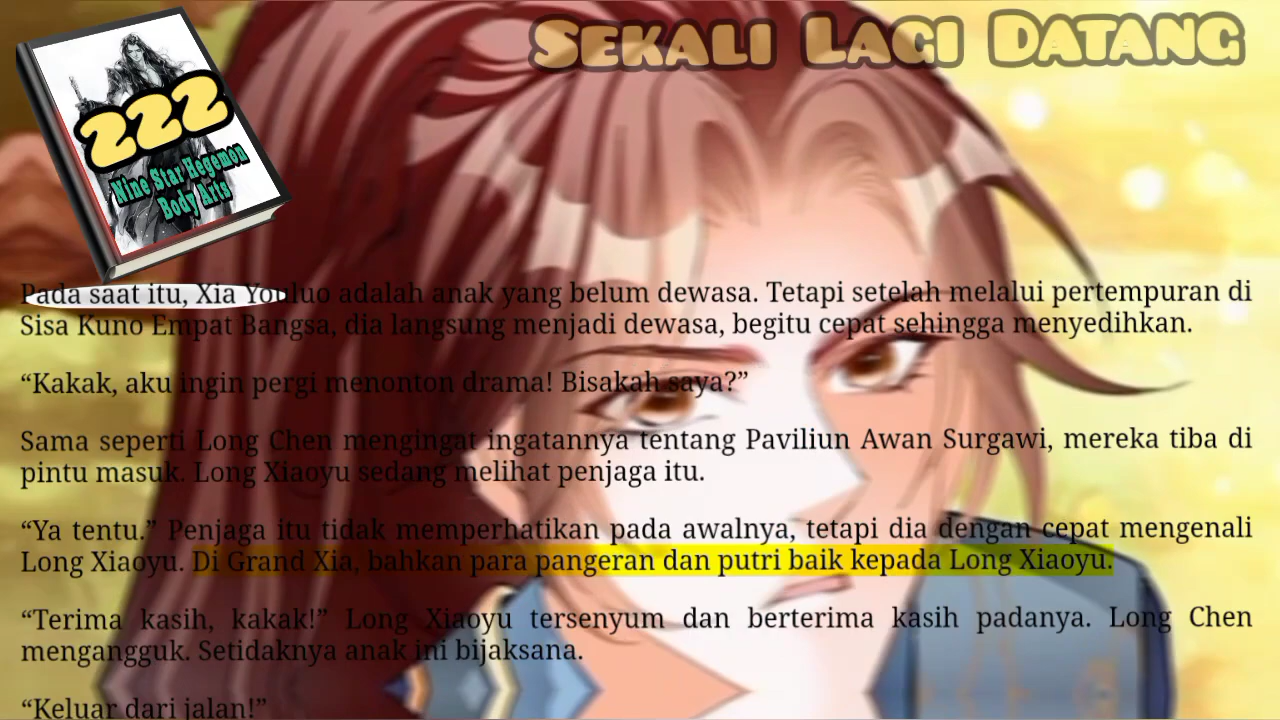 Sekali Lagi Datang
222
Nine Star Hegemon
Body Arts
Pada saat itu, Xia Youluo adalah anak yang belum dewasa. Tetapi setelah melalui pertempuran di
Sisa Kuno Empat Bangsa, dia langsung menjadi dewasa, begitu cepat sehingga menyedihkan.
“Kakak, aku ingin pergi menonton drama! Bisakah saya?”
Sama seperti Long Chen mengingat ingatannya tentang Paviliun Awan Surgawi, mereka tiba di
pintu masuk. Long Xiaoyu sedang melihat penjaga itu.
“Ya tentu.” Penjaga itu tidak memperhatikan pada awalnya, tetapi dia dengan cepat mengenali
Long Xiaoyu. Di Grand Xia, bahkan para pangeran dan putri baik kepada Long Xiaoyu.
“Terima kasih, kakak!” Long Xiaoyu tersenyum dan berterima kasih padanya. Long Chen
mengangguk. Setidaknya anak ini bijaksana.
“Keluar dari jalan!”